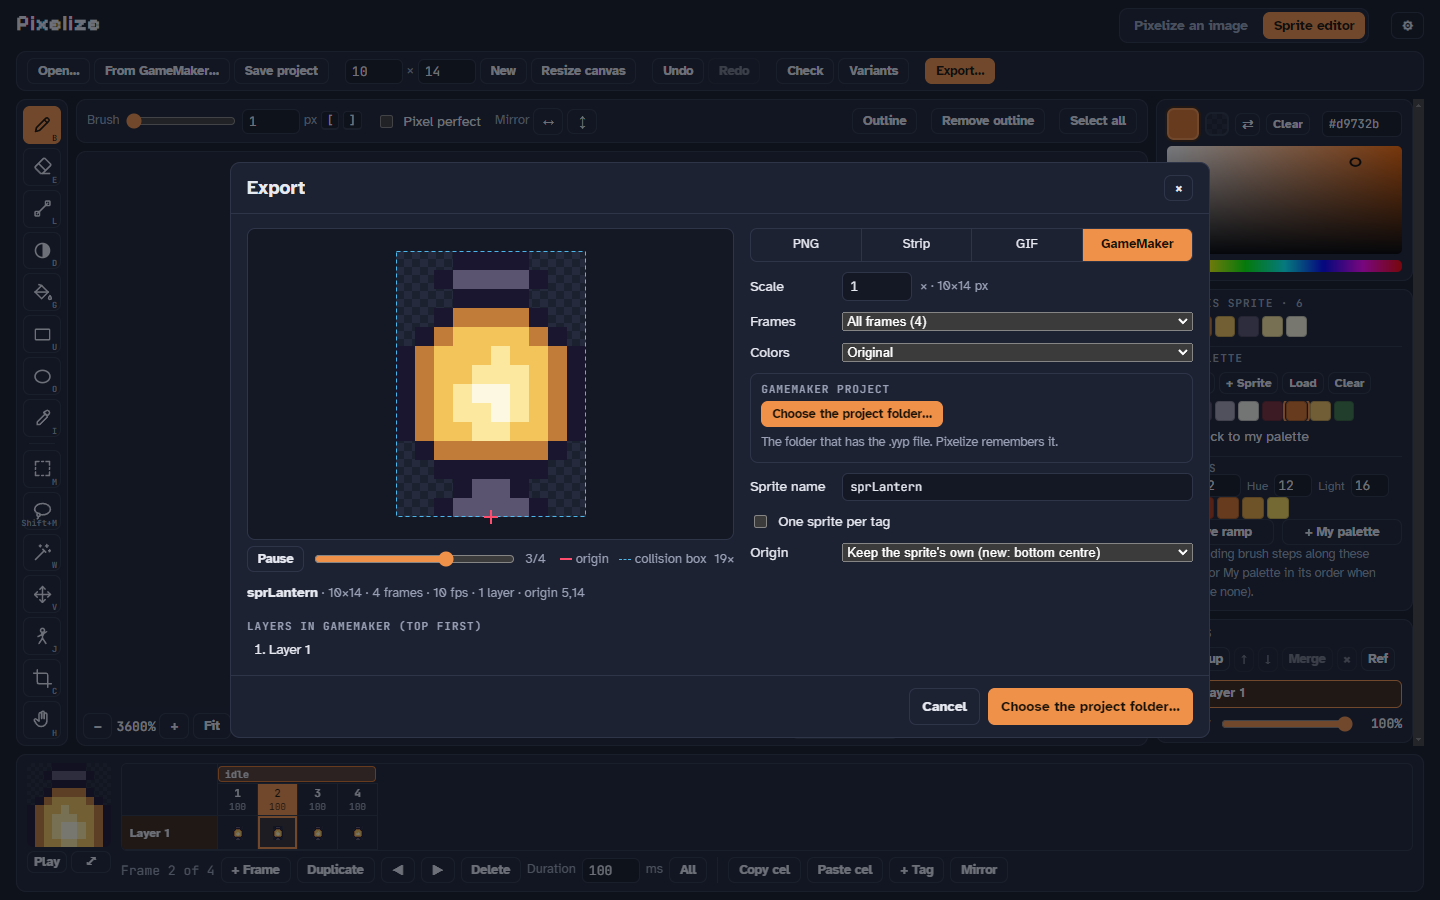 Pixelize
Pixelize an image Sprite editor
Open... From GameMaker... Save project 10 × 14 New Resize canvas Undo Redo Check Variants Export...
Brush 1 px [ ] Pixel perfect Mirror Outline Remove outline Select all
Clear #d9732b
B
E
L
D
G
U
O
I
M
Shift+M
W
V
J
C
H
Export
×
PNG Strip GIF GameMaker
Scale 1 × · 10×14 px
Frames All frames (4)
Colors Original
GAMEMAKER PROJECT
Choose the project folder...
The folder that has the .yyp file. Pixelize remembers it.
Sprite name sprLantern
One sprite per tag
Origin Keep the sprite's own (new: bottom centre)
Pause 3/4 origin --- collision box 19×
sprLantern · 10×14 · 4 frames · 10 fps · 1 layer · origin 5,14
LAYERS IN GAMEMAKER (TOP FIRST)
1. Layer 1
Cancel Choose the project folder...
SPRITE · 6
+ Sprite Load Clear
ck to my palette
Hue 12 Light 16
ramp + My palette
ding brush steps along these
or My palette in its order when
none).
↑ ↓ Merge × Ref
ayer 1
100%
− 3600% + Fit
idle
1 2 3 4
100 100 100 100
Layer 1
Play
Frame 2 of 4 + Frame Duplicate ◀ ▶ Delete Duration 100 ms All Copy cel Paste cel + Tag Mirror